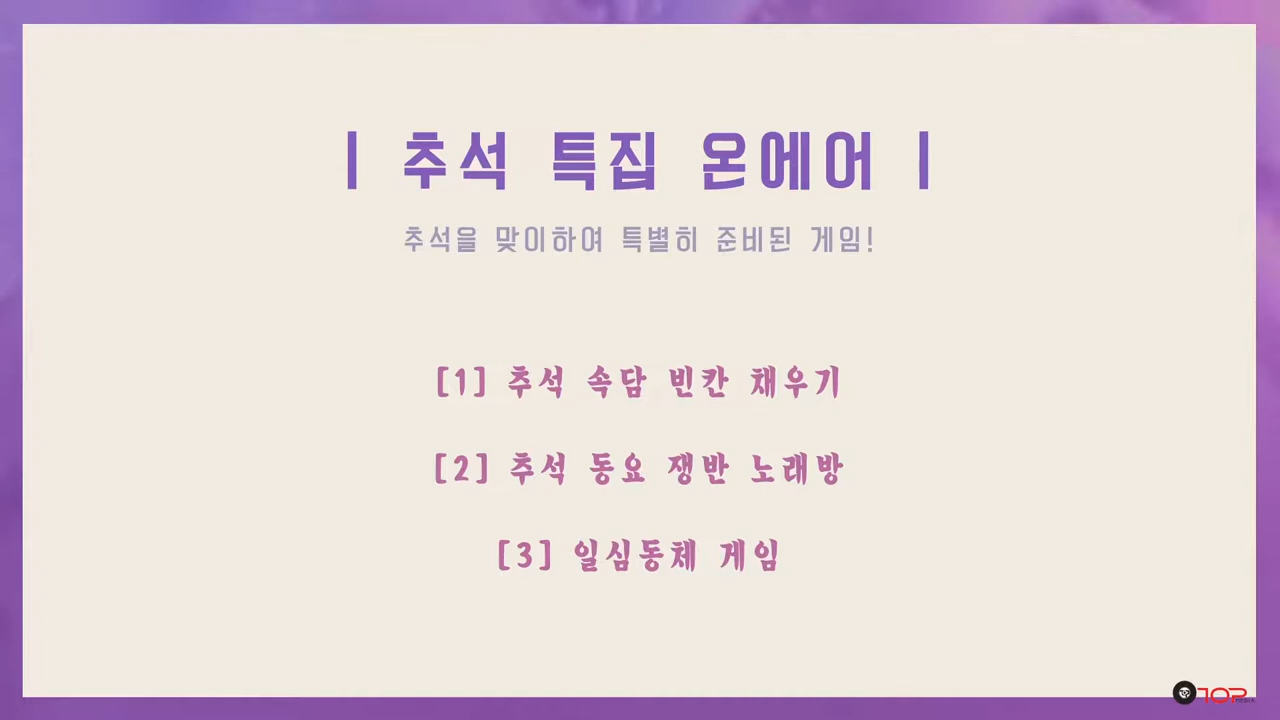 | 추석 특집 온에어 |
추석을 맞이하여 특별히 준비된 게임!
[1] 추석 속담 빈칸 채우기
[2] 추석 동요 쟁반 노래방
[3] 일심동체 게임
TOP
MEDIA